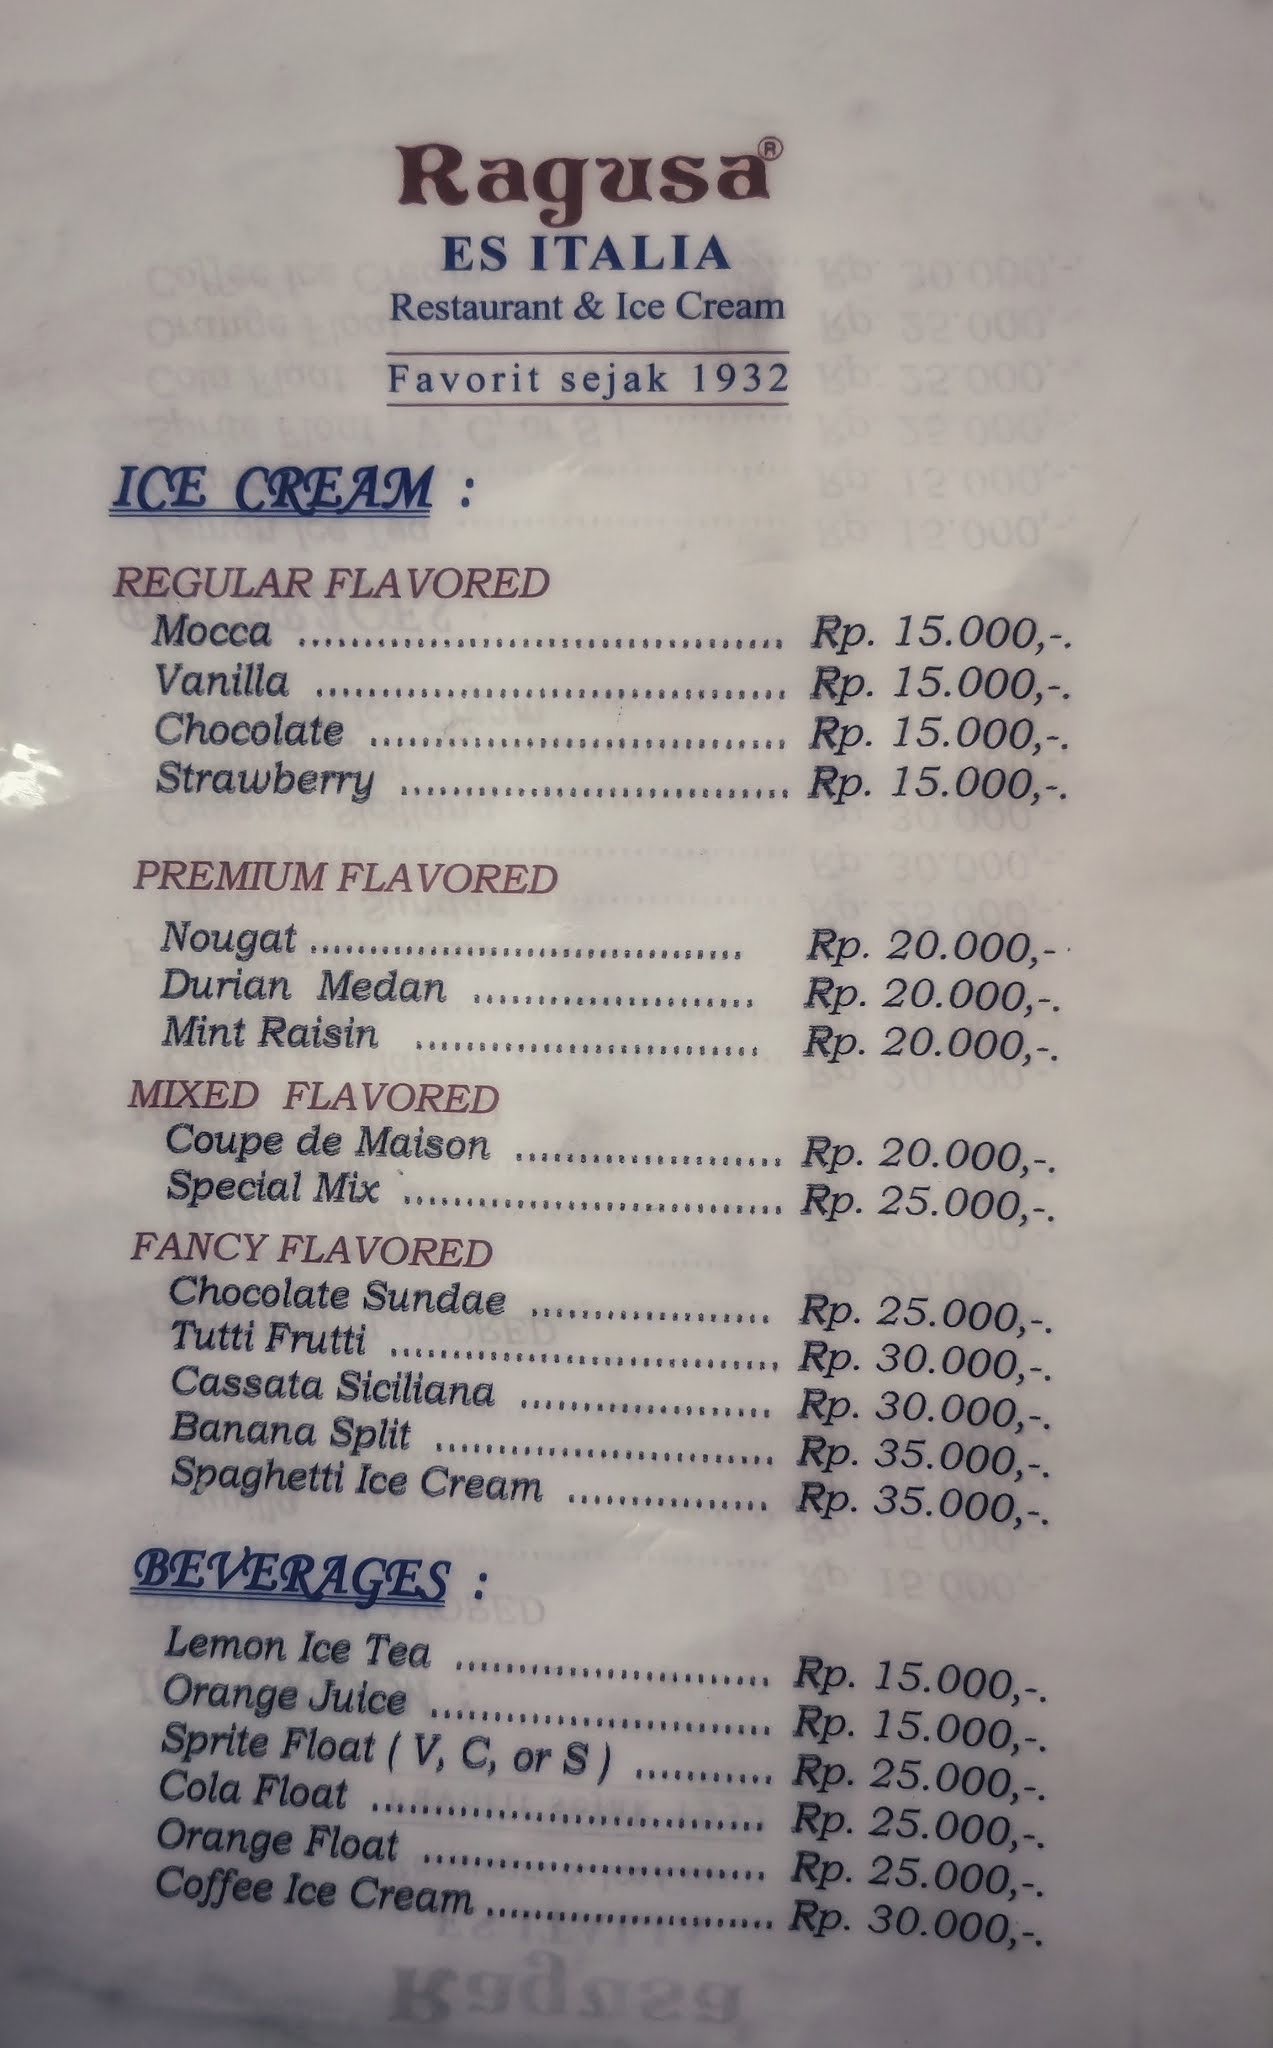 Ragusa®
ES ITALIA
Restaurant & Ice Cream
Favorit sejak 1932
ICE CREAM :
REGULAR FLAVORED
Mocca ..................................... Rp. 15.000,-.
Vanilla .................................... Rp. 15.000,-.
Chocolate ................................ Rp. 15.000,-.
Strawberry .............................. Rp. 15.000,-.
PREMIUM FLAVORED
Nougat .................................... Rp. 20.000,-.
Durian Medan ...................... Rp. 20.000,-.
Mint Raisin ........................... Rp. 20.000,-.
MIXED FLAVORED
Coupe de Maison ..................... Rp. 20.000,-.
Special Mix .............................. Rp. 25.000,-.
FANCY FLAVORED
Chocolate Sundae ................... Rp. 25.000,-.
Tutti Frutti ............................... Rp. 30.000,-.
Cassata Siciliana .................... Rp. 30.000,-.
Banana Split ........................... Rp. 35.000,-.
Spaghetti Ice Cream ................ Rp. 35.000,-.
BEVERAGES :
Lemon Ice Tea ......................... Rp. 15.000,-.
Orange Juice ........................... Rp. 15.000,-.
Sprite Float ( V, C, or S ) ........... Rp. 25.000,-.
Cola Float ............................... Rp. 25.000,-.
Orange Float ........................... Rp. 25.000,-.
Coffee Ice Cream ....................... Rp. 30.000,-.